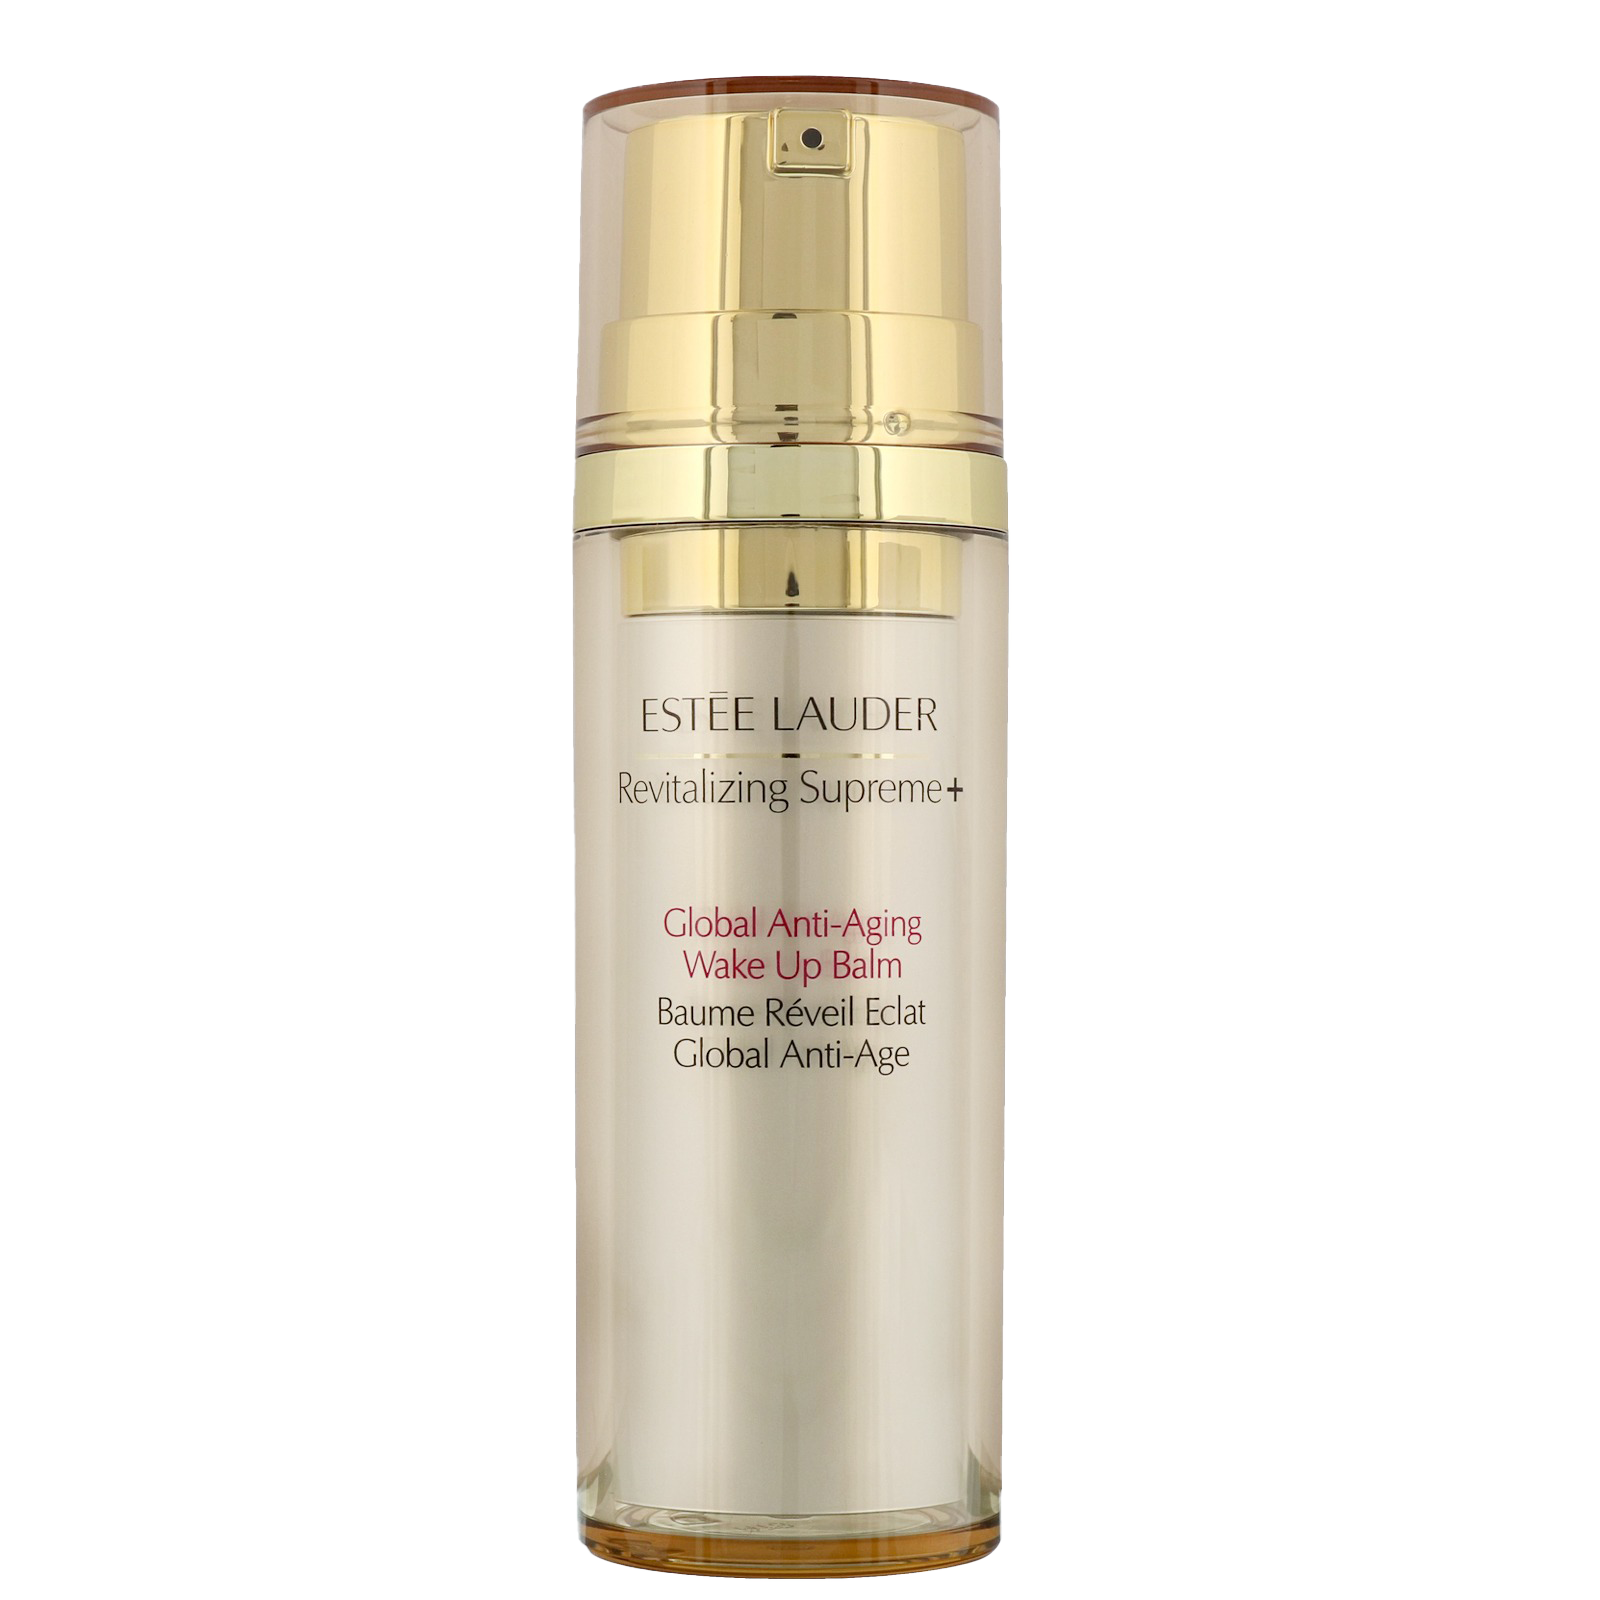 ESTĒE LAUDER
Revitalizing Supreme+
Global Anti-Aging
Wake Up Balm
Baume Réveil Eclat
Global Anti-Age